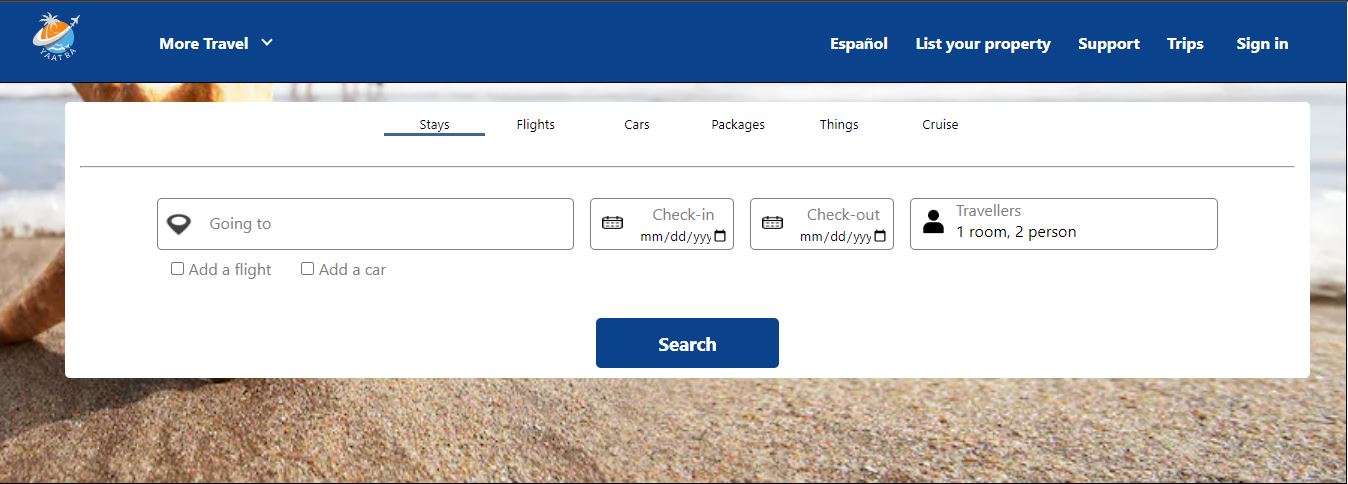 YAATRA
More Travel
Español
List your property
Support
Trips
Sign in
Stays
Flights
Cars
Packages
Things
Cruise
Going to
Check-in
mm/dd/yyy
Check-out
mm/dd/yyy
Travellers
1 room, 2 person
Add a flight
Add a car
Search